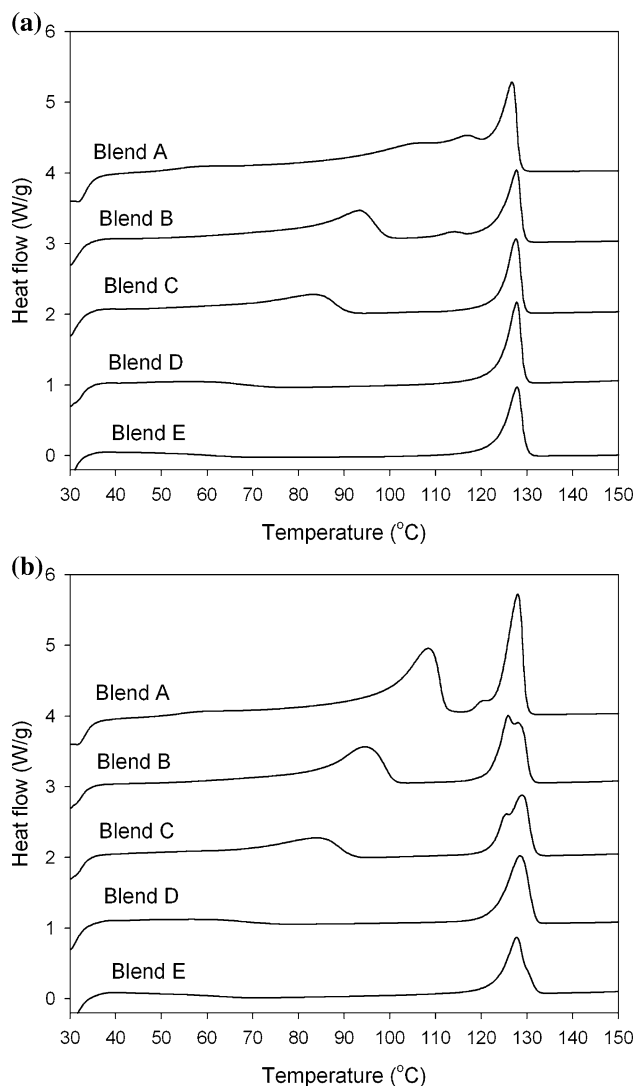 (a)
6
5
4
3
2
1
0
Heat flow (W/g)
Blend A
Blend B
Blend C
Blend D
Blend E
30 40 50 60 70 80 90 100 110 120 130 140 150
Temperature (°C)
(b)
6
5
4
3
2
1
0
Heat flow (W/g)
Blend A
Blend B
Blend C
Blend D
Blend E
30 40 50 60 70 80 90 100 110 120 130 140 150
Temperature (°C)